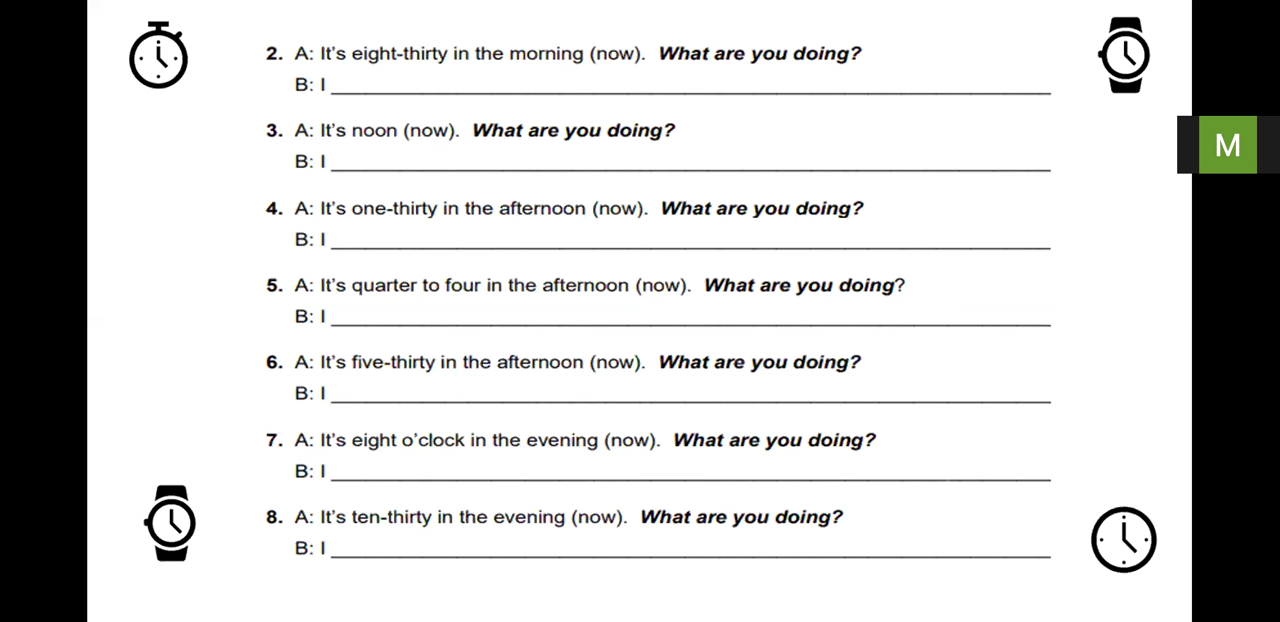 2. A: It's eight-thirty in the morning (now). What are you doing?
B: I
3. A: It's noon (now). What are you doing?
B: I
M
4. A: It's one-thirty in the afternoon (now). What are you doing?
B: I
5. A: It's quarter to four in the afternoon (now). What are you doing?
B: I
6. A: It's five-thirty in the afternoon (now). What are you doing?
B: I
7. A: It's eight o'clock in the evening (now). What are you doing?
B: I
8. A: It's ten-thirty in the evening (now). What are you doing?
B: I